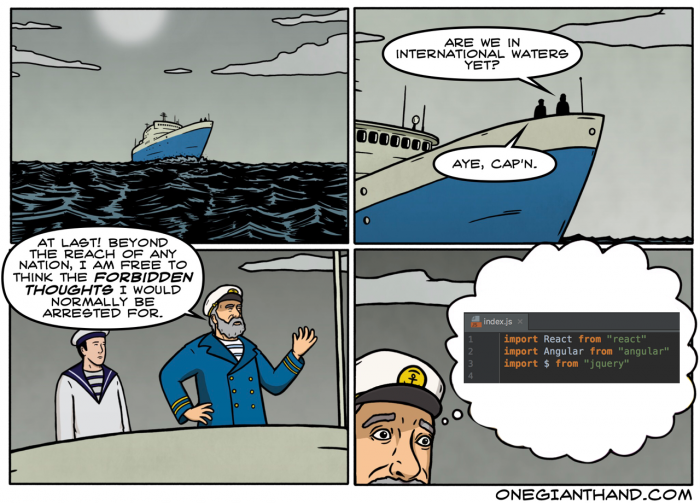 ARE WE IN
INTERNATIONAL WATERS
YET?
AYE, CAP'N.
AT LAST! BEYOND
THE REACH OF ANY
NATION, I AM FREE TO
THINK THE FORBIDDEN
THOUGHTS I WOULD
NORMALLY BE
ARRESTED FOR.
index.js ×
1 import React from "react"
2 import Angular from "angular"
3 import $ from "jquery"
4
ONEGIANTHAND.COM